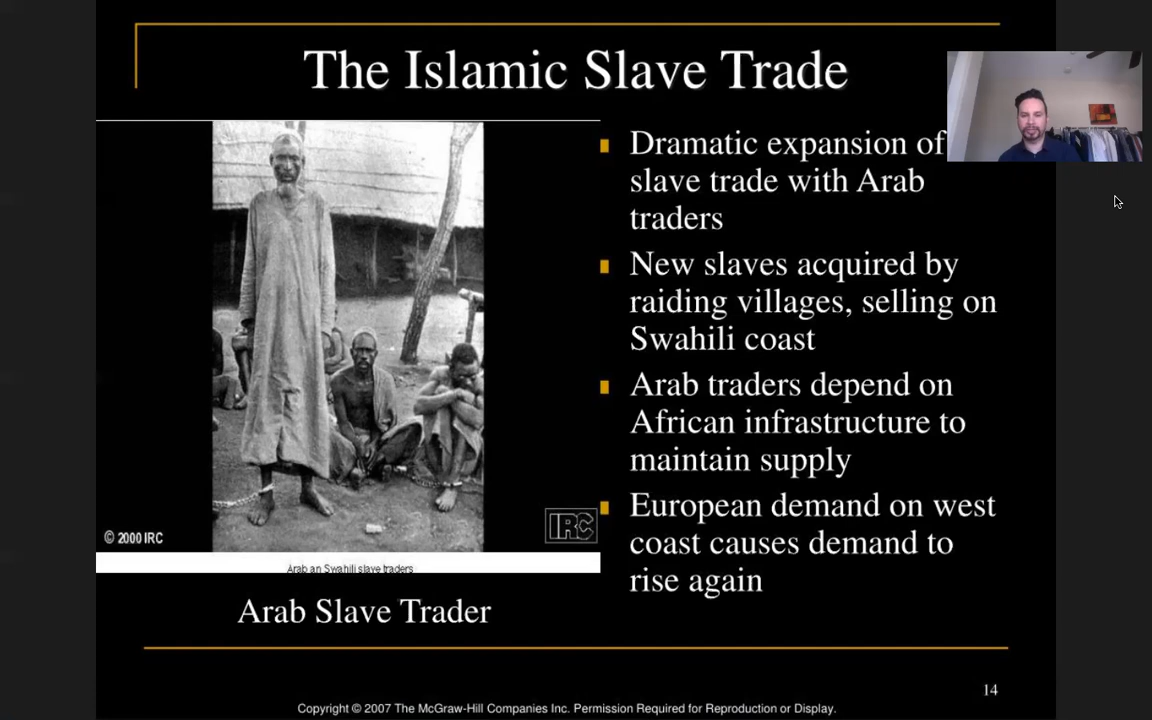 The Islamic Slave Trade
Dramatic expansion of
slave trade with Arab
traders
New slaves acquired by
raiding villages, selling on
Swahili coast
Arab traders depend on
African infrastructure to
maintain supply
European demand on west
coast causes demand to
rise again
© 2000 IRC
IRC
Arab an Swahili slave traders
Arab Slave Trader
14
Copyright © 2007 The McGraw-Hill Companies Inc. Permission Required for Reproduction or Display.